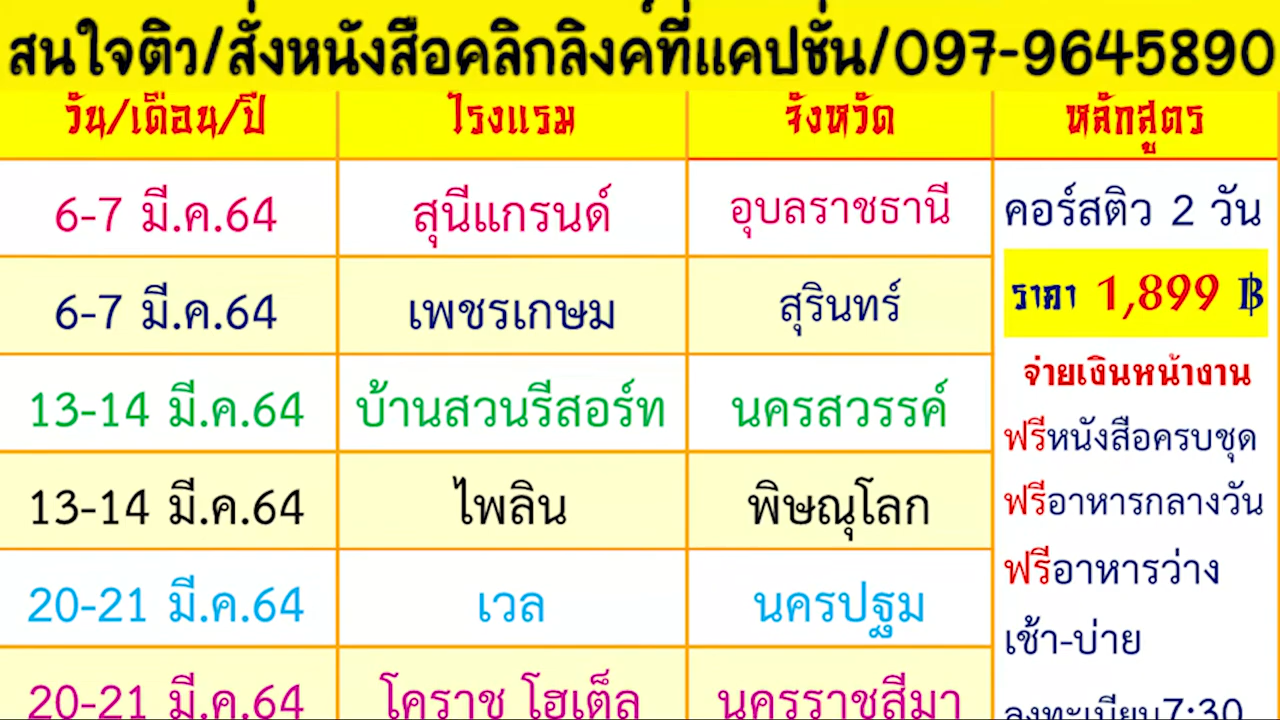 สนใจติว/สั่งหนังสือคลิกลิงค์ที่แคปชั่น/097-9645890
วัน/เดือน/ปี โรงแรม จังหวัด หลักสูตร
6-7 มี.ค.64 สุนีแกรนด์ อุบลราชธานี
6-7 มี.ค.64 เพชรเกษม สุรินทร์
13-14 มี.ค.64 บ้านสวนรีสอร์ท นครสวรรค์
13-14 มี.ค.64 ไพลิน พิษณุโลก
20-21 มี.ค.64 เวล นครปฐม
20-21 มี.ค.64 โคราช โฮเต็ล นครราชสีมา
คอร์สติว 2 วัน
ราคา 1,899 ฿
จ่ายเงินหน้างาน
ฟรีหนังสือครบชุด
ฟรีอาหารกลางวัน
ฟรีอาหารว่าง
เช้า-บ่าย
ลงทะเบียน7:30